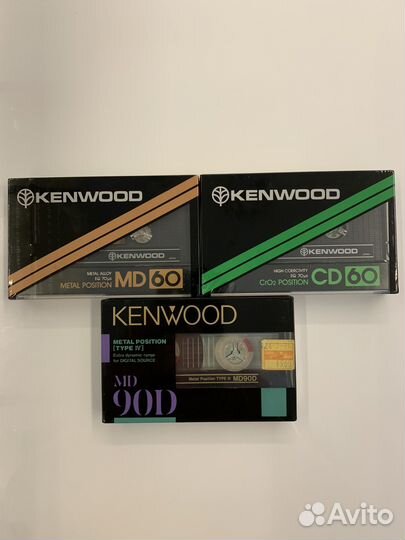 KENWOOD
KENWOOD
METAL ALLOY
EQ 70μs
METAL POSITION
MD 60
KENWOOD
KENWOOD
HIGH COERCIVITY
EQ 70μs
CrO2 POSITION
CD 60
KENWOOD
METAL POSITION
[TYPE IV]
Extra dynamic range
for DIGITAL SOURCE
MD
90D
Metal Position TYPE IV MD90D
Avito